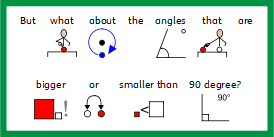 But what about the angles that are
bigger or smaller than 90 degree?
90°